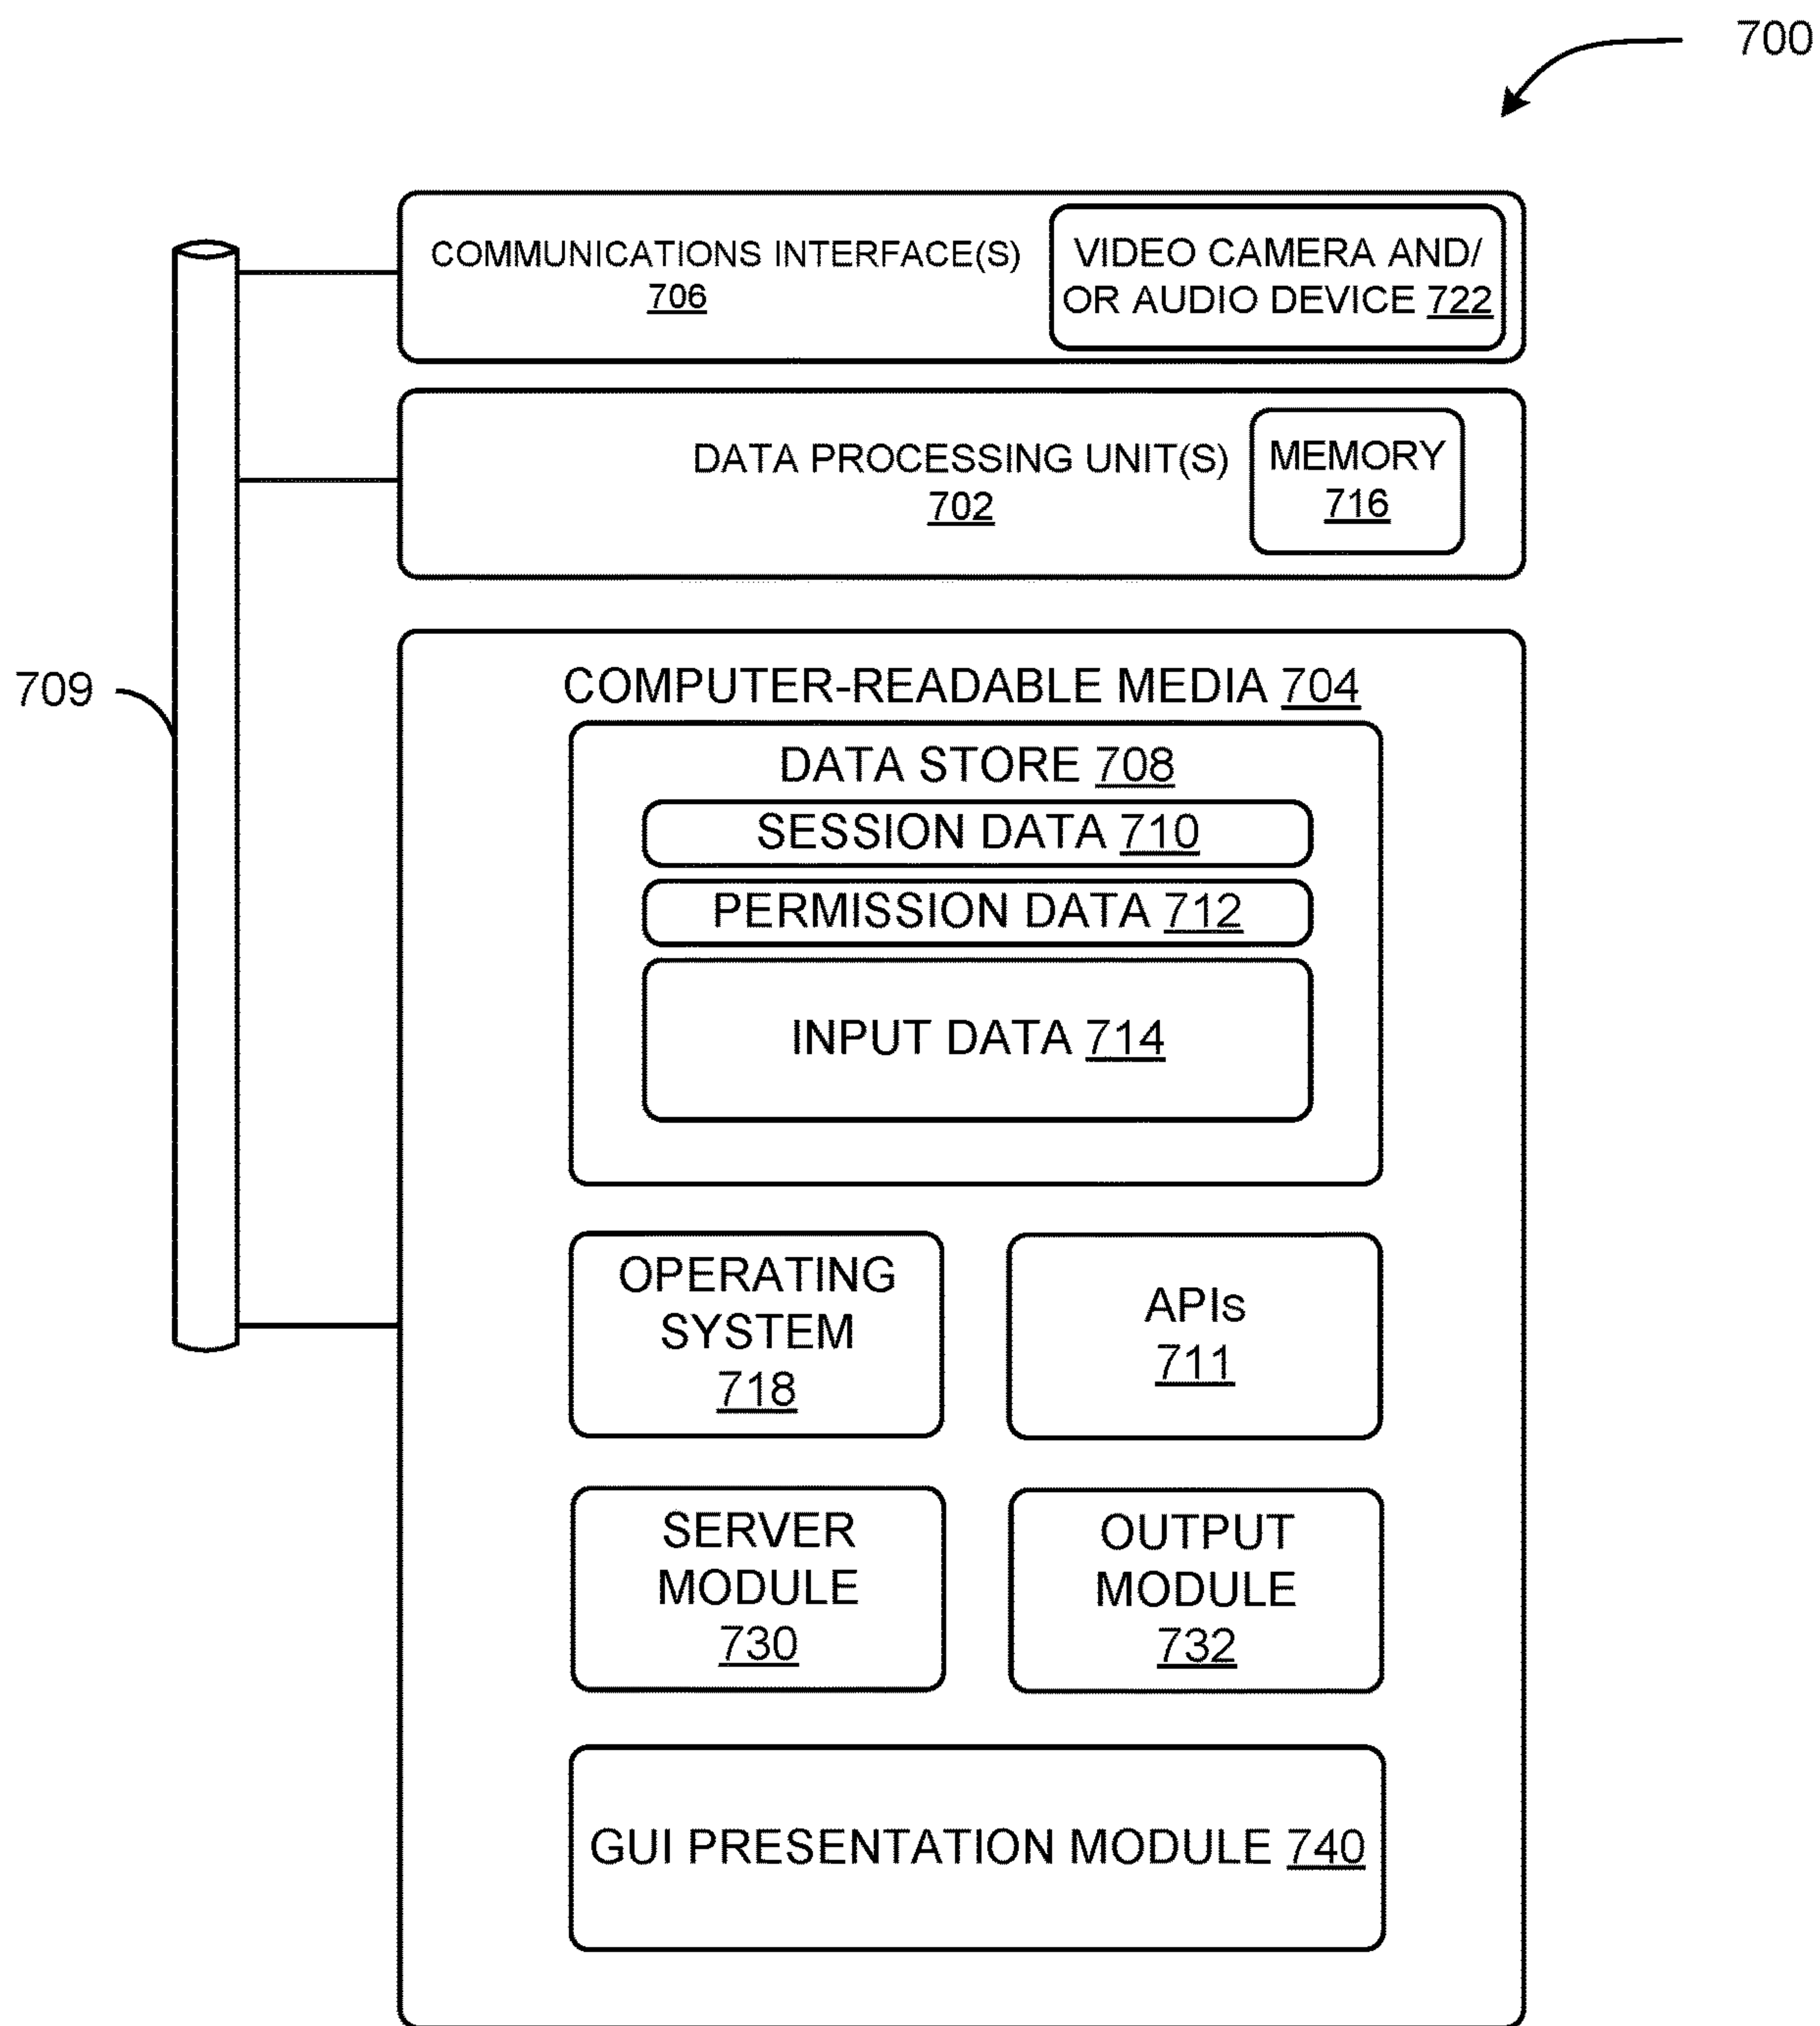 700
COMMUNICATIONS INTERFACE(S)
706
VIDEO CAMERA AND/
OR AUDIO DEVICE 722
DATA PROCESSING UNIT(S)
702
MEMORY
716
709
COMPUTER-READABLE MEDIA 704
DATA STORE 708
SESSION DATA 710
PERMISSION DATA 712
INPUT DATA 714
OPERATING
SYSTEM
718
APIs
711
SERVER
MODULE
730
OUTPUT
MODULE
732
GUI PRESENTATION MODULE 740